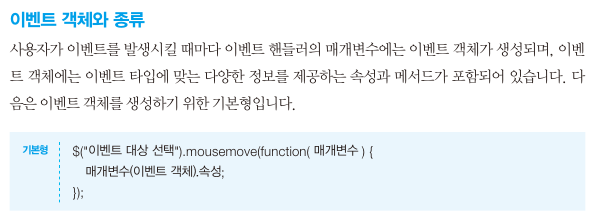 이벤트 객체와 종류
사용자가 이벤트를 발생시킬 때마다 이벤트 핸들러의 매개변수에는 이벤트 객체가 생성되며, 이벤
트 객체에는 이벤트 타입에 맞는 다양한 정보를 제공하는 속성과 메서드가 포함되어 있습니다. 다
음은 이벤트 객체를 생성하기 위한 기본형입니다.
기본형
$("이벤트 대상 선택").mousemove(function( 매개변수 ) {
매개변수(이벤트 객체).속성;
});